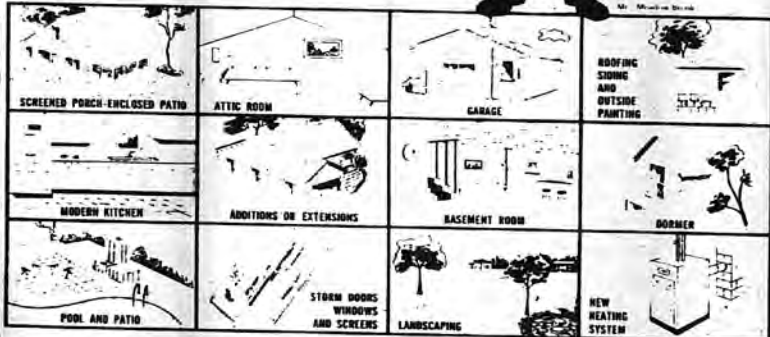 SCREENED PORCH-ENCLOSED PATIO
ATTIC ROOM
GARAGE
ROOFING
SIDING
AND
OUTSIDE
PAINTING
MODERN KITCHEN
ADDITIONS OR EXTENSIONS
BASEMENT ROOM
DORMER
POOL AND PATIO
STORM DOORS
WINDOWS
AND SCREENS
LANDSCAPING
NEW
HEATING
SYSTEM